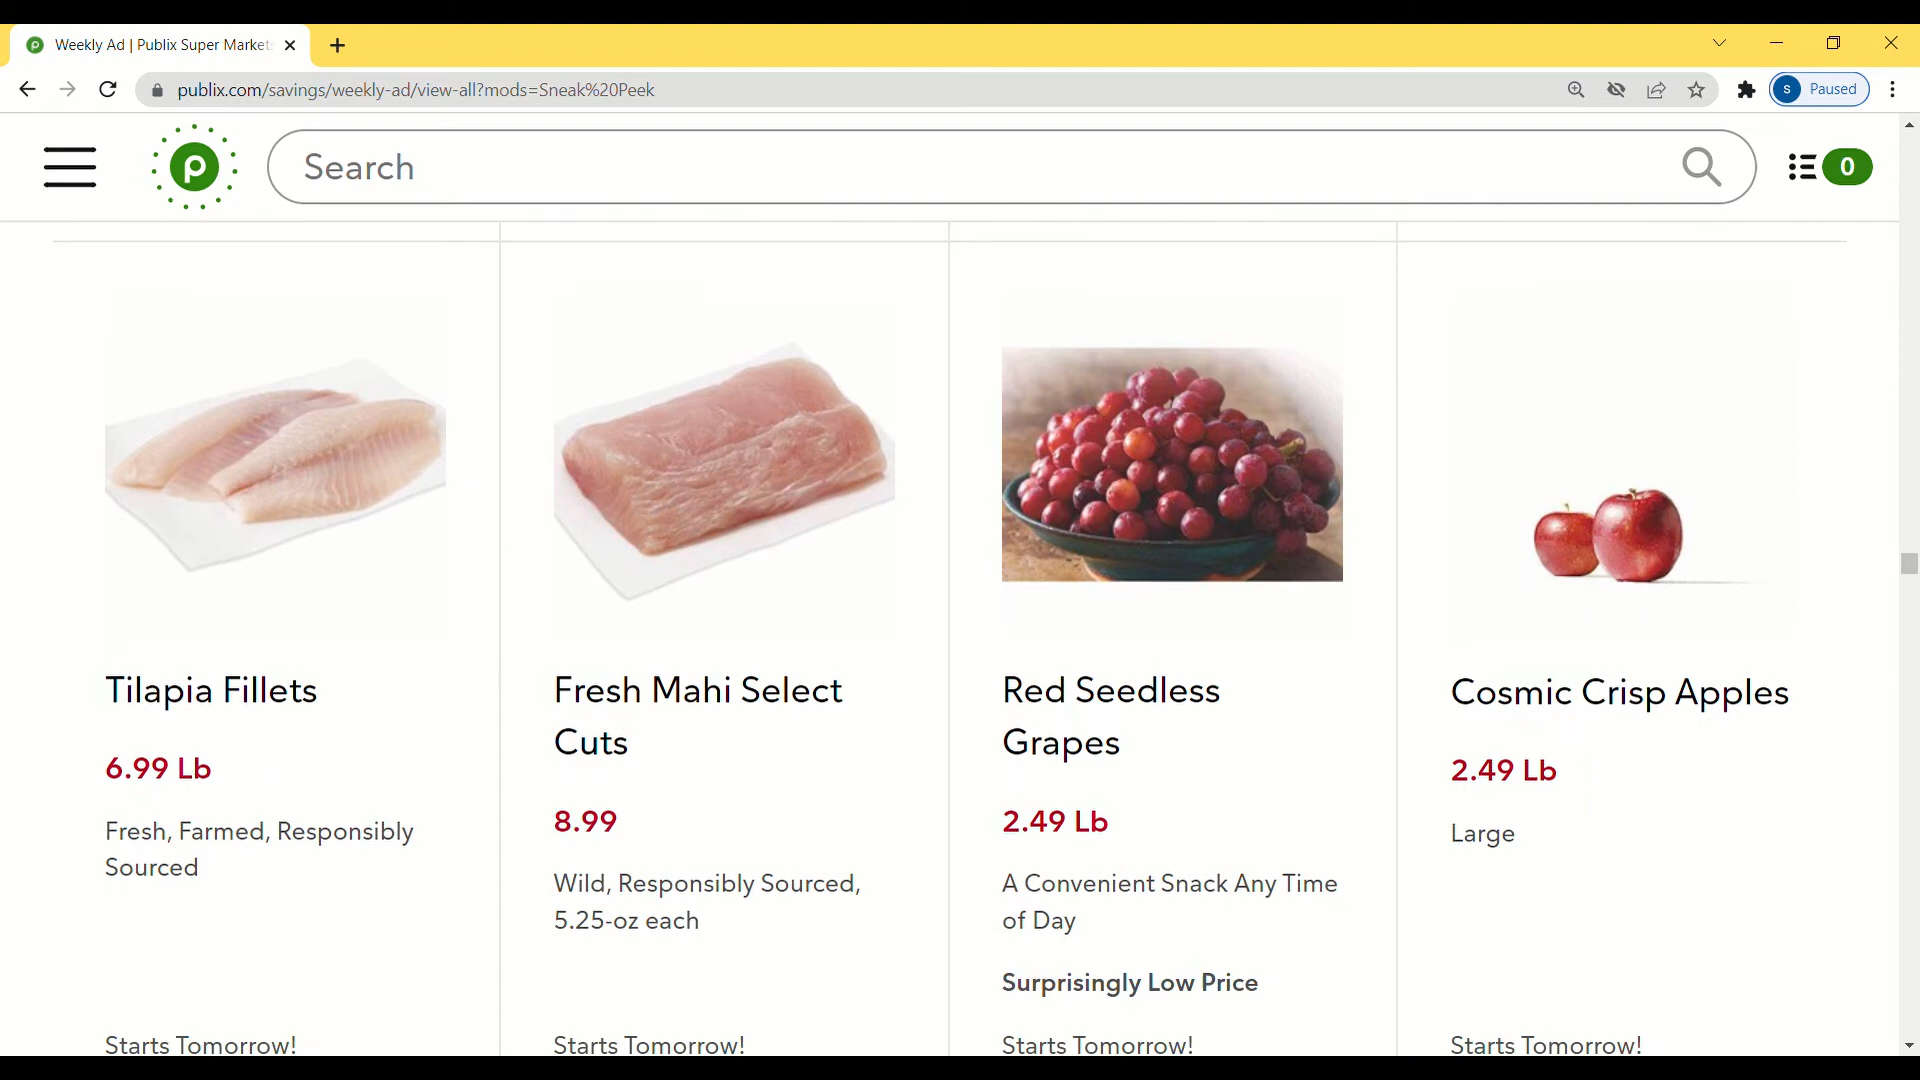 Weekly Ad | Publix Super Market
publix.com/savings/weekly-ad/view-all?mods=Sneak%20Peek
S Paused
p
Search
0
Tilapia Fillets
6.99 Lb
Fresh, Farmed, Responsibly
Sourced
Starts Tomorrow!
Fresh Mahi Select
Cuts
8.99
Wild, Responsibly Sourced,
5.25-oz each
Starts Tomorrow!
Red Seedless
Grapes
2.49 Lb
A Convenient Snack Any Time
of Day
Surprisingly Low Price
Starts Tomorrow!
Cosmic Crisp Apples
2.49 Lb
Large
Starts Tomorrow!